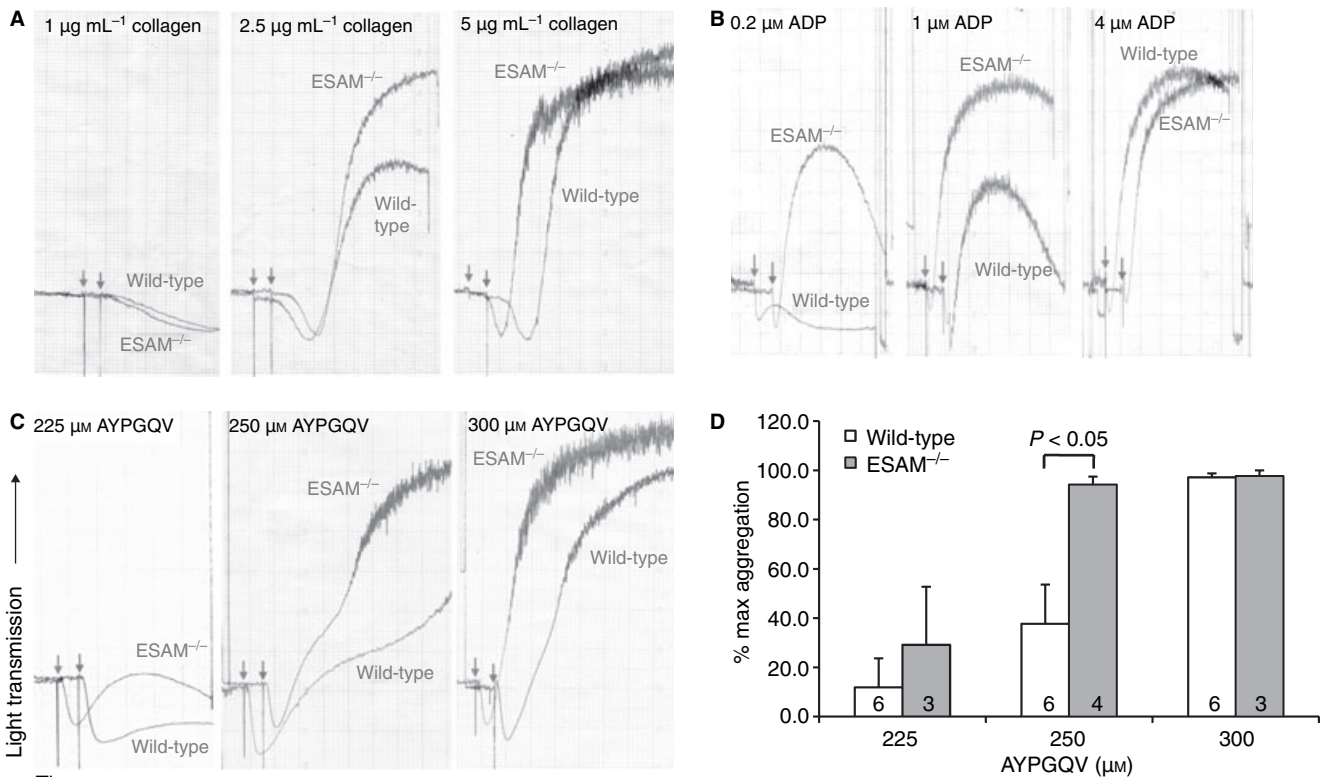 A
1 µg mL⁻¹ collagen
2.5 µg mL⁻¹ collagen
5 µg mL⁻¹ collagen
Wild-type
ESAM⁻/⁻
ESAM⁻/⁻
Wild-
type
ESAM⁻/⁻
Wild-type
B
0.2 µM ADP
1 µM ADP
4 µM ADP
ESAM⁻/⁻
Wild-type
ESAM⁻/⁻
Wild-type
Wild-type
ESAM⁻/⁻
C
225 µM AYPGQV
250 µM AYPGQV
300 µM AYPGQV
Light transmission
ESAM⁻/⁻
Wild-type
ESAM⁻/⁻
Wild-type
ESAM⁻/⁻
Wild-type
D
Wild-type
ESAM⁻/⁻
P < 0.05
% max aggregation
120.0
100.0
80.0
60.0
40.0
20.0
0.0
6 3 6 4 6 3
225 250 300
AYPGQV (µM)